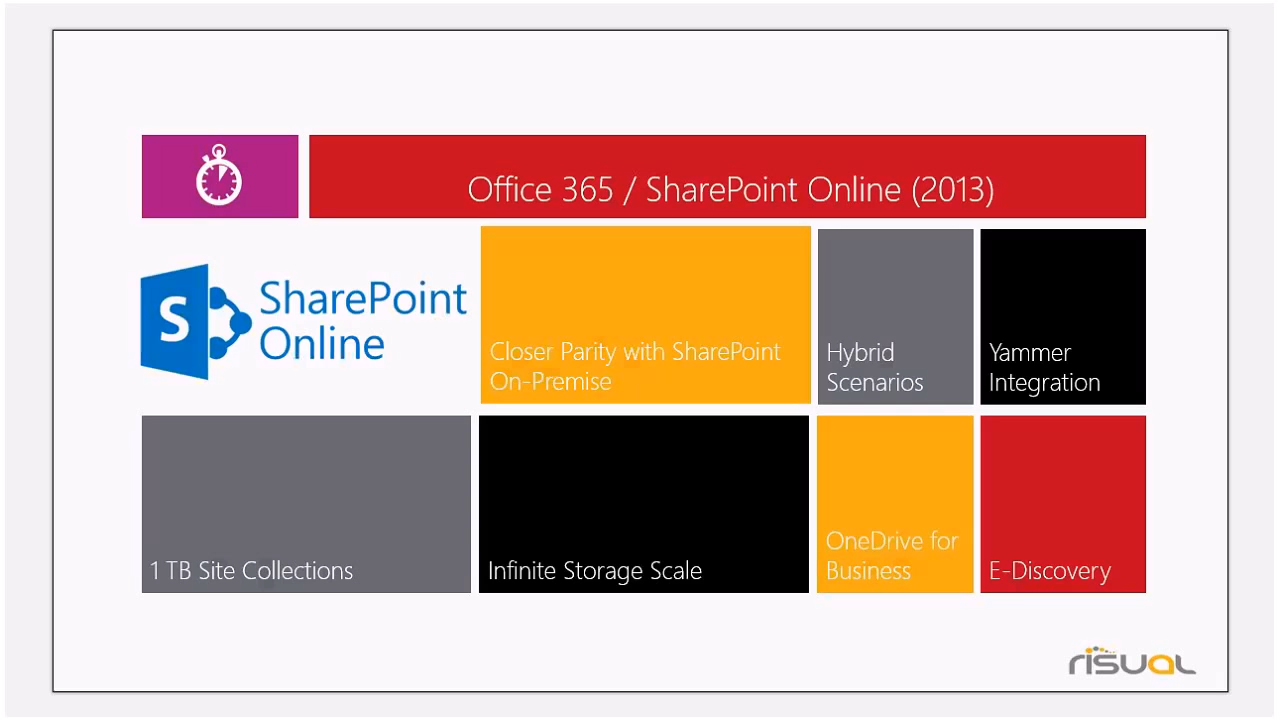 Office 365 / SharePoint Online (2013)
S
SharePoint
Online
Closer Parity with SharePoint
On-Premise
Hybrid
Scenarios
Yammer
Integration
1 TB Site Collections
Infinite Storage Scale
OneDrive for
Business
E-Discovery
risual